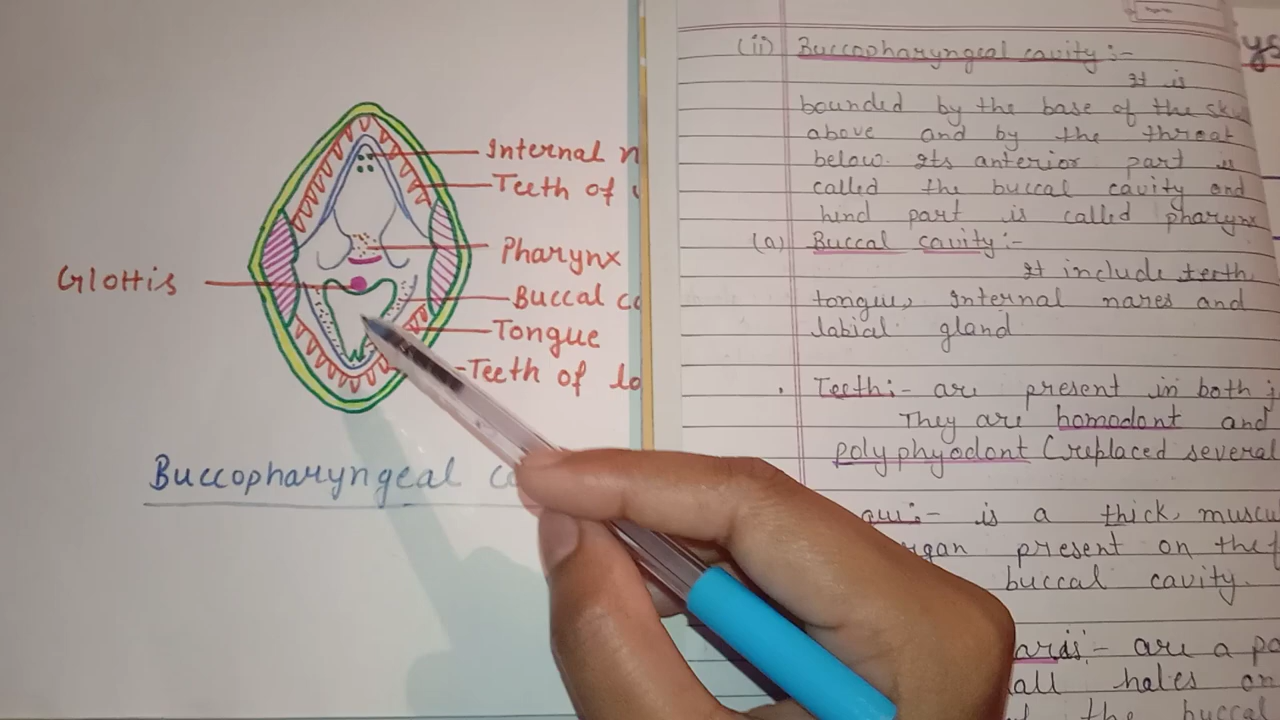 Internal
Teeth of
Pharynx
Glottis
Buccal
Tongue
Teeth of
Buccopharyngeal
(ii) Buccopharyngeal cavity :-
It is
bounded by the base of the
above and by the throat
below. Its anterior part is
called the buccal cavity and
hind part is called pharynx
(a) Buccal cavity :-
It include teeth,
tongue, internal nares and
labial gland
. Teeth :- are present in both
They are homodont and
polyphyodont (replaced several
:- is a thick,
present on the
buccal cavity.
:- are a
holes on
the buccal